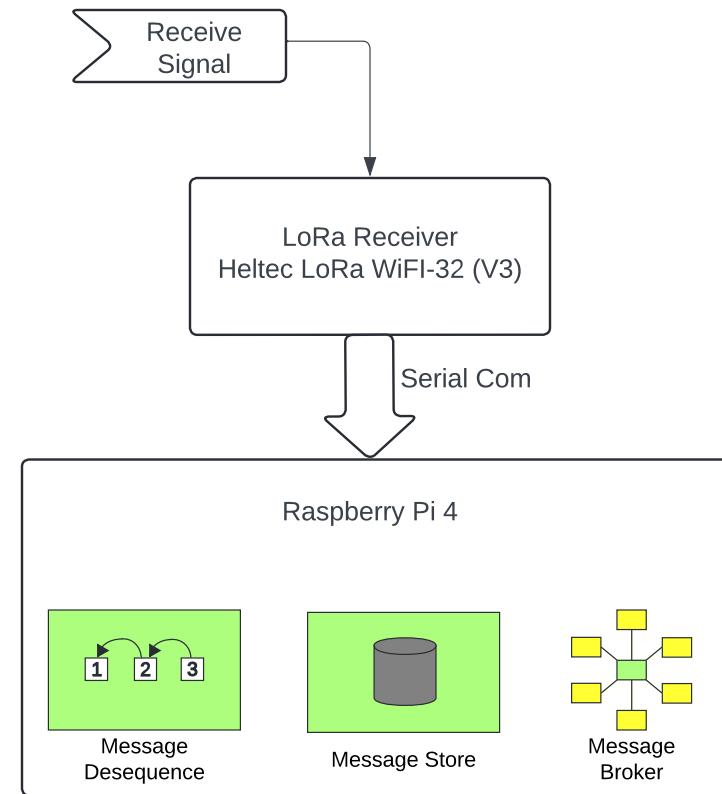 Receive
Signal
LoRa Receiver
Heltec LoRa WiFI-32 (V3)
Serial Com
Raspberry Pi 4
1 2 3
Message
Desequence
Message Store
Message
Broker